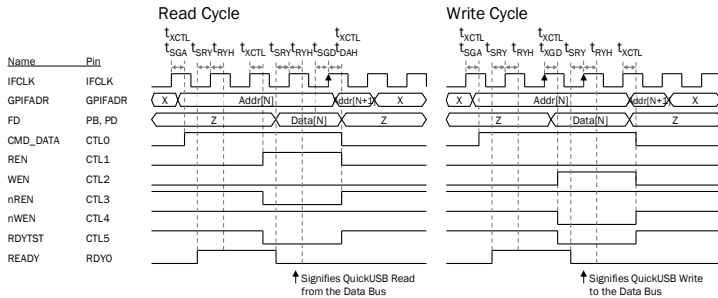 Read Cycle Write Cycle
tXCTL tXCTL tXCTL
tSGA tSRY tRYH tXCTL tSRY tRYH tSGD tDAH tSGA tSRY tRYH tXGD tSRY tRYH tXCTL
Name Pin
IFCLK IFCLK
GPIFADR GPIFADR X Addr[N] Addr[N+1] X X Addr[N] Addr[N+1] X
FD PB, PD Z Data[N] Z Z Data[N] Z
CMD_DATA CTL0
REN CTL1
WEN CTL2
nREN CTL3
nWEN CTL4
RDYTST CTL5
READY RDY0
Signifies QuickUSB Read Signifies QuickUSB Write
from the Data Bus to the Data Bus